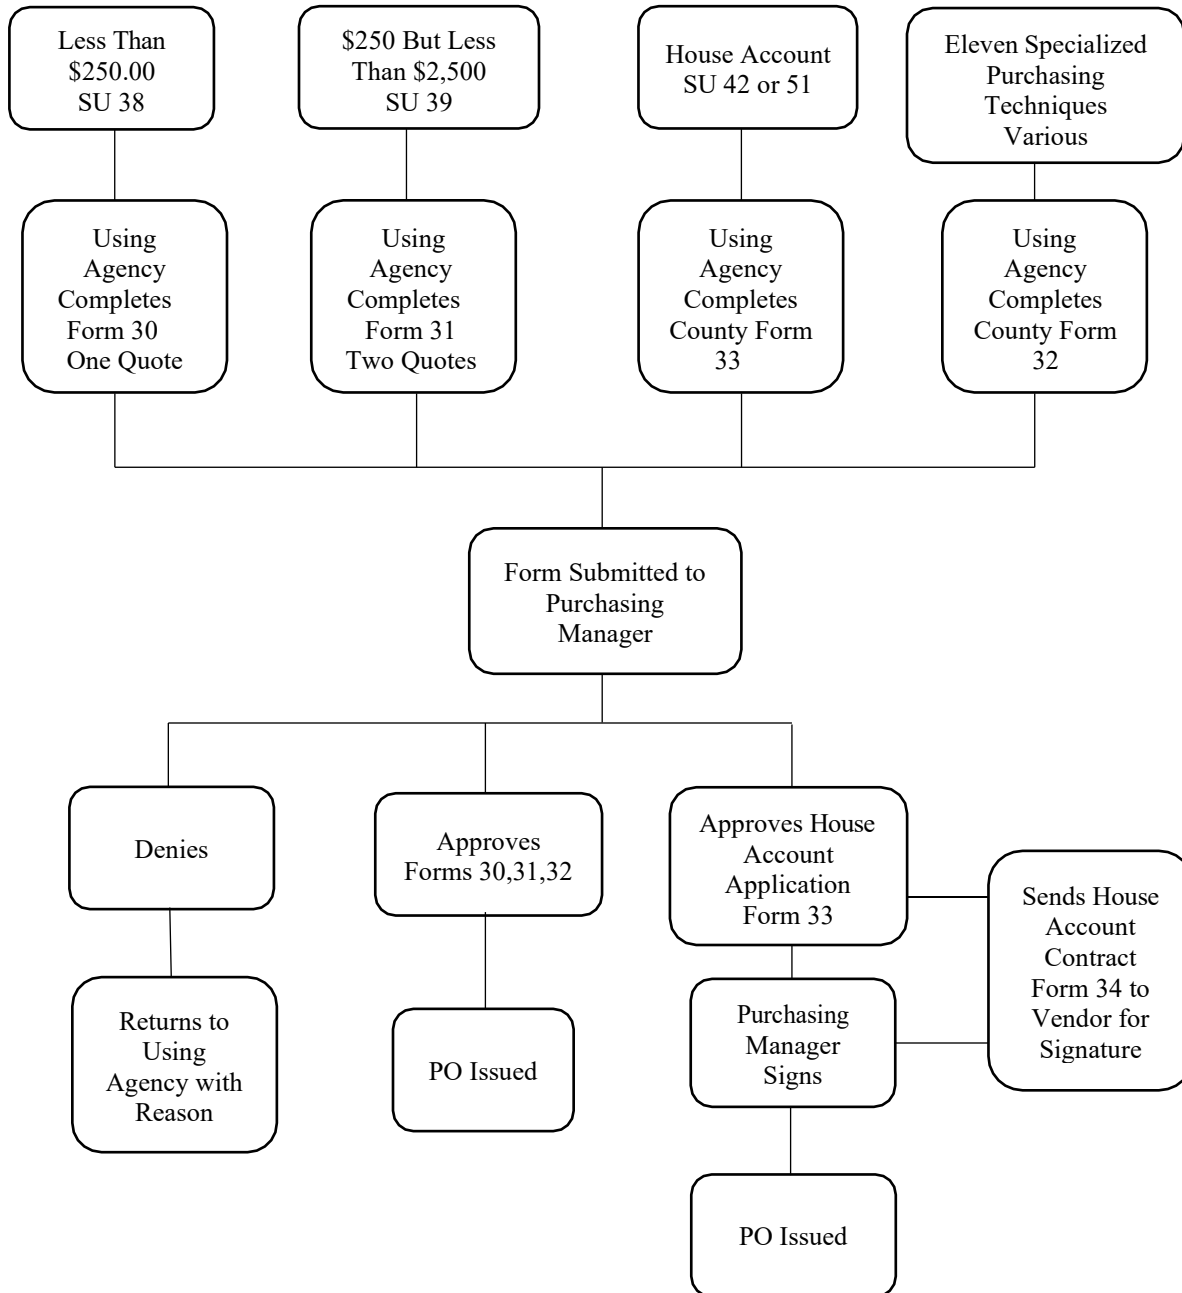 Less Than
$250.00
SU 38
$250 But Less
Than $2,500
SU 39
House Account
SU 42 or 51
Eleven Specialized
Purchasing
Techniques
Various
Using
Agency
Completes
Form 30
One Quote
Using
Agency
Completes
Form 31
Two Quotes
Using
Agency
Completes
County Form
33
Using
Agency
Completes
County Form
32
Form Submitted to
Purchasing
Manager
Denies
Approves
Forms 30,31,32
Approves House
Account
Application
Form 33
Sends House
Account
Contract
Form 34 to
Vendor for
Signature
Returns to
Using
Agency with
Reason
PO Issued
Purchasing
Manager
Signs
PO Issued